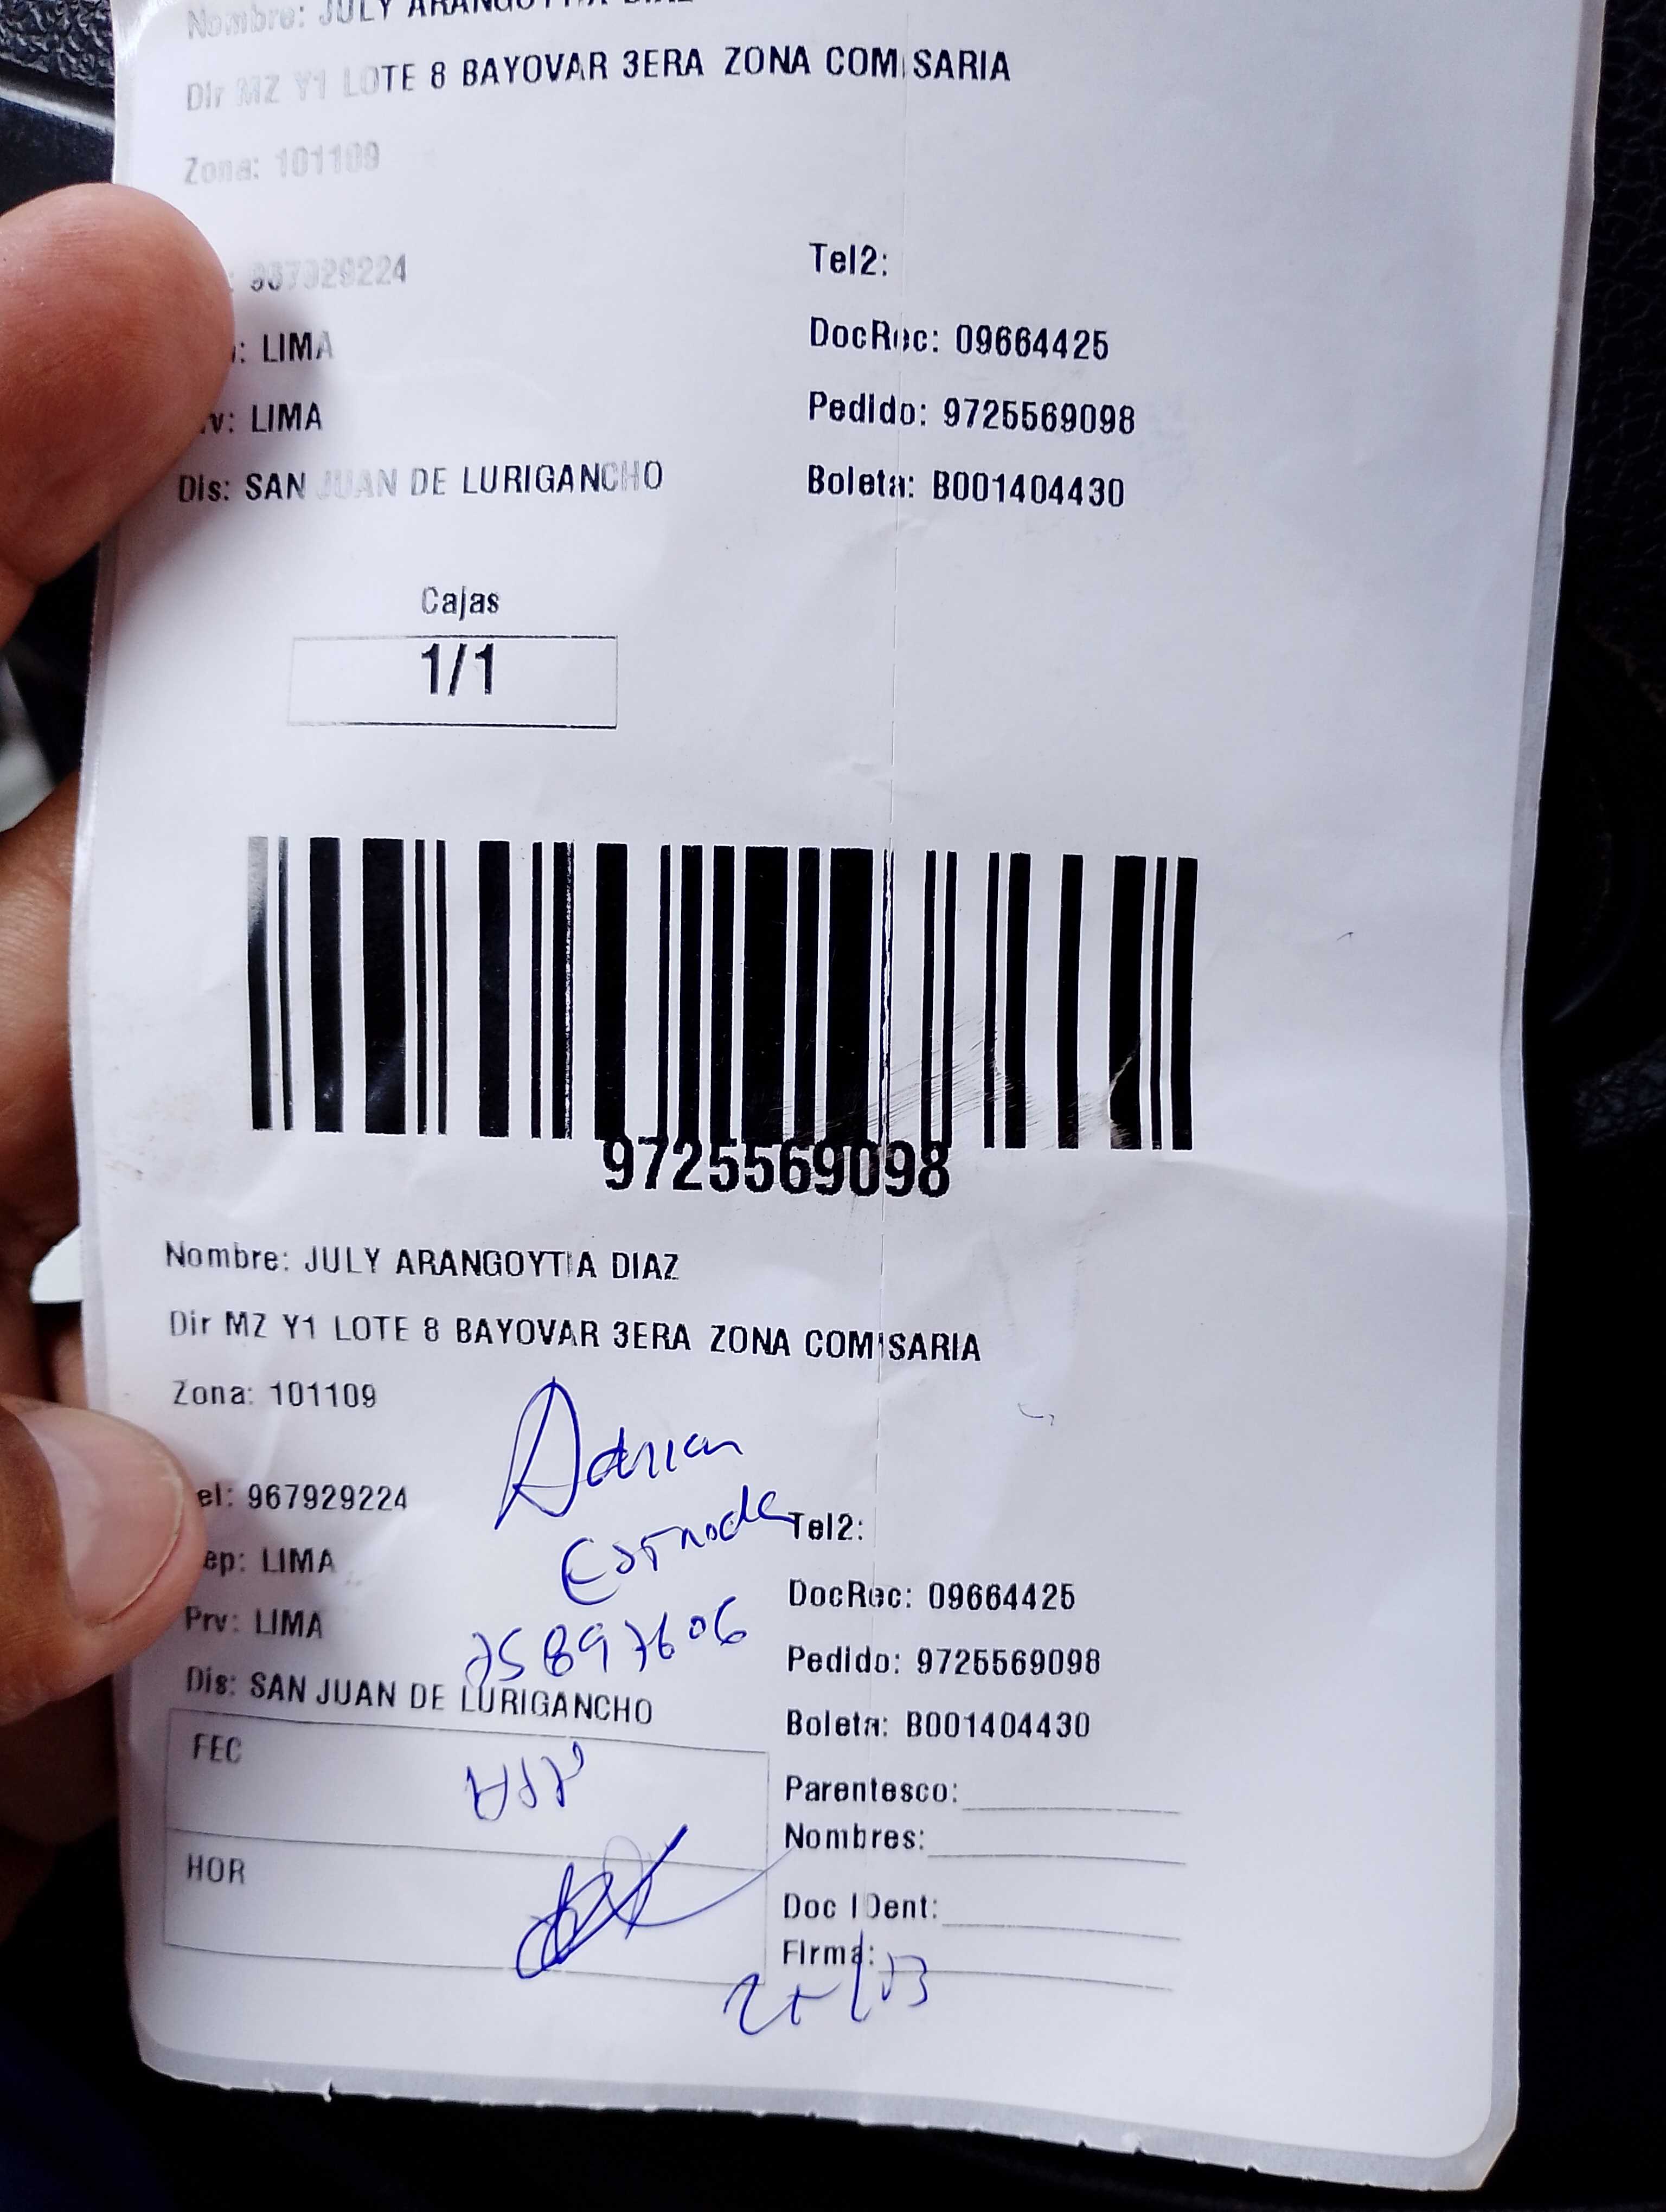 Nombre: JULY ARANGOYTIA DIAZ
Dir MZ Y1 LOTE 8 BAYOVAR 3ERA ZONA COMISARIA
Zona: 101109
: 967929224
Tel2:
: LIMA
DocRec: 09664425
v: LIMA
Pedido: 9725569098
Dis: SAN JUAN DE LURIGANCHO
Boleta: B001404430
Cajas
1/1
9725569098
Nombre: JULY ARANGOYTIA DIAZ
Dir MZ Y1 LOTE 8 BAYOVAR 3ERA ZONA COMISARIA
Zona: 101109
Adrian
el: 967929224
Tel2:
ep: LIMA
DocRec: 09664425
Prv: LIMA
Pedido: 9725569098
Dis: SAN JUAN DE LURIGANCHO
Boleta: B001404430
FEC
Parentesco:
Nombres:
HOR
Doc IDent:
Firma: